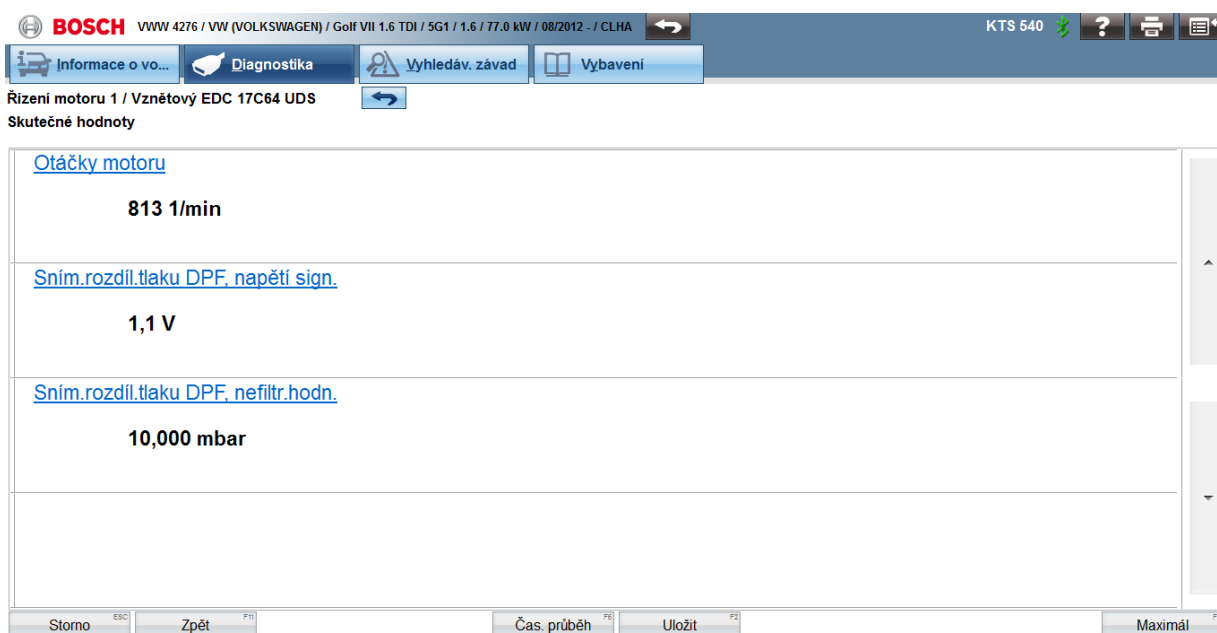 BOSCH VWW 4276 / VW (VOLKSWAGEN) / Golf VII 1.6 TDI / 5G1 / 1.6 / 77.0 kW / 08/2012 - / CLHA KTS 540 ?
Informace o vo... Diagnostika Vyhledáv. závad Vybavení
Řízení motoru 1 / Vznětový EDC 17C64 UDS
Skutečné hodnoty
Otáčky motoru
813 1/min
Sním.rozdíl.tlaku DPF, napětí sign.
1,1 V
Sním.rozdíl.tlaku DPF, nefiltr.hodn.
10,000 mbar
Storno ESC Zpět F11 Čas. průběh F6 Uložit F2 Maximál